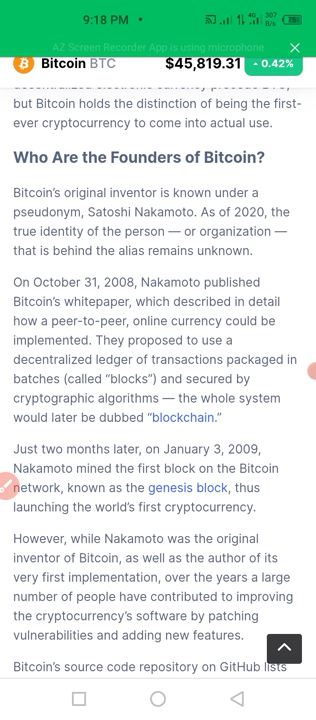 9:18 PM
4G 307 B/s
AZ Screen Recorder App is using microphone
Bitcoin BTC $45,819.31 0.42%
decentralized electronic currency precede BTC,
but Bitcoin holds the distinction of being the first-
ever cryptocurrency to come into actual use.
Who Are the Founders of Bitcoin?
Bitcoin’s original inventor is known under a
pseudonym, Satoshi Nakamoto. As of 2020, the
true identity of the person — or organization —
that is behind the alias remains unknown.
On October 31, 2008, Nakamoto published
Bitcoin’s whitepaper, which described in detail
how a peer-to-peer, online currency could be
implemented. They proposed to use a
decentralized ledger of transactions packaged in
batches (called “blocks”) and secured by
cryptographic algorithms — the whole system
would later be dubbed “blockchain.”
Just two months later, on January 3, 2009,
Nakamoto mined the first block on the Bitcoin
network, known as the genesis block, thus
launching the world’s first cryptocurrency.
However, while Nakamoto was the original
inventor of Bitcoin, as well as the author of its
very first implementation, over the years a large
number of people have contributed to improving
the cryptocurrency’s software by patching
vulnerabilities and adding new features.
Bitcoin’s source code repository on GitHub lists